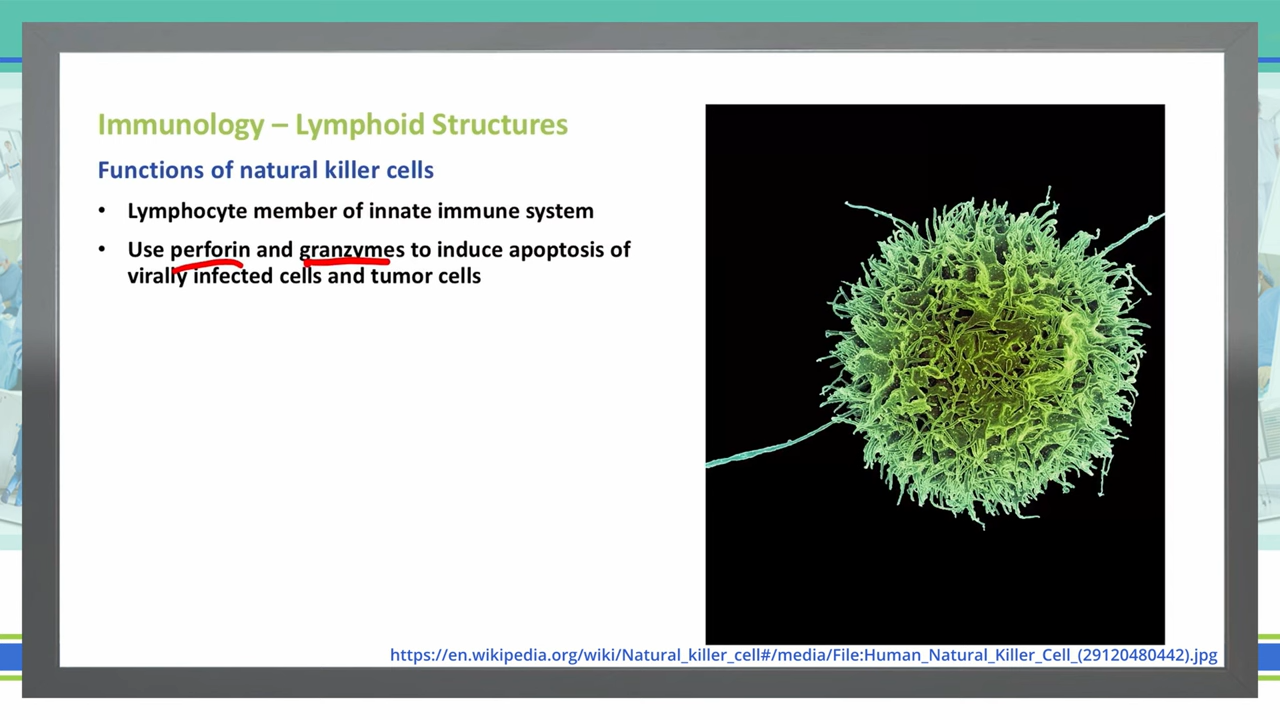 Immunology – Lymphoid Structures
Functions of natural killer cells
• Lymphocyte member of innate immune system
• Use perforin and granzymes to induce apoptosis of
virally infected cells and tumor cells
https://en.wikipedia.org/wiki/Natural_killer_cell#/media/File:Human_Natural_Killer_Cell_(29120480442).jpg